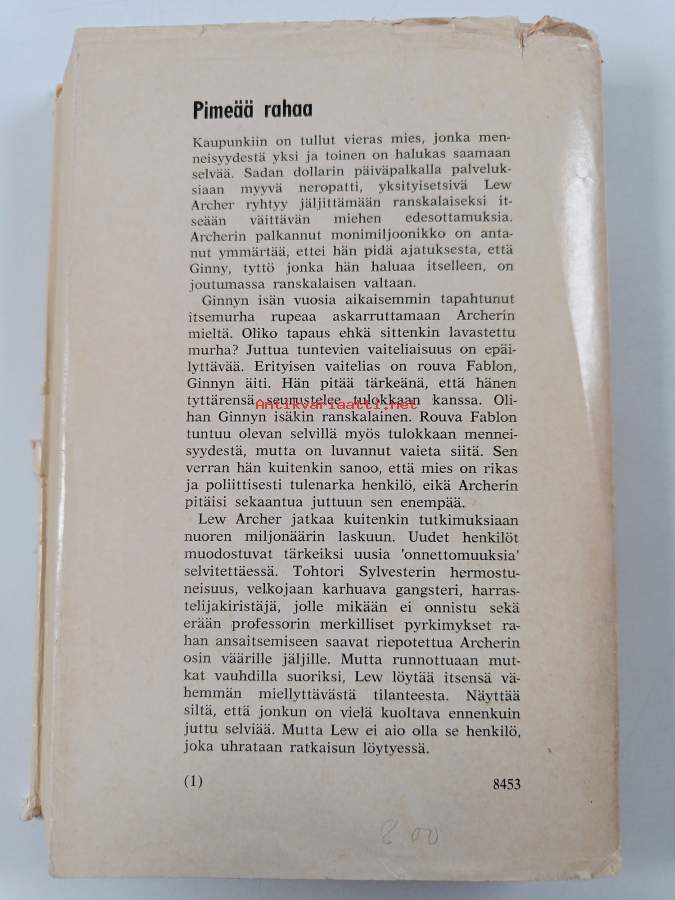 Pimeää rahaa
Kaupunkiin on tullut vieras mies, jonka men-
neisyydestä yksi ja toinen on halukas saamaan
selvää. Sadan dollarin päiväpalkalla palveluk-
siaan myyvä neropatti, yksityisetsivä Lew
Archer ryhtyy jäljittämään ranskalaiseksi it-
seään väittävän miehen edesottamuksia.
Archerin palkannut monimiljoonikko on anta-
nut ymmärtää, ettei hän pidä ajatuksesta, että
Ginny, tyttö jonka hän haluaa itselleen, on
joutumassa ranskalaisen valtaan.
Ginnyn isän vuosia aikaisemmin tapahtunut
itsemurha rupeaa askarruttamaan Archerin
mieltä. Oliko tapaus ehkä sittenkin lavastettu
murha? Juttua tuntevien vaiteliaisuus on epäi-
lyttävää. Erityisen vaitelias on rouva Fablon,
Ginnyn äiti. Hän pitää tärkeänä, että hänen
tyttärensä seurustelee tulokkaan kanssa. Oli-
Antikvariaatti.net
han Ginnyn isäkin ranskalainen. Rouva Fablon
tuntuu olevan selvillä myös tulokkaan mennei-
syydestä, mutta on luvannut vaieta siitä. Sen
verran hän kuitenkin sanoo, että mies on rikas
ja poliittisesti tulenarka henkilö, eikä Archerin
pitäisi sekaantua juttuun sen enempää.
Lew Archer jatkaa kuitenkin tutkimuksiaan
nuoren miljonäärin laskuun. Uudet henkilöt
muodostuvat tärkeiksi uusia 'onnettomuuksia'
selvitettäessä. Tohtori Sylvesterin hermostu-
neisuus, velkojaan karhuava gangsteri, harras-
telijakiristäjä, jolle mikään ei onnistu sekä
erään professorin merkilliset pyrkimykset ra-
han ansaitsemiseen saavat riepotettua Archerin
osin väärille jäljille. Mutta runnottuaan mut-
kat vauhdilla suoriksi, Lew löytää itsensä vä-
hemmän miellyttävästä tilanteesta. Näyttää
siltä, että jonkun on vielä kuoltava ennenkuin
juttu selviää. Mutta Lew ei aio olla se henkilö,
joka uhrataan ratkaisun löytyessä.
(1) 8453
8 00